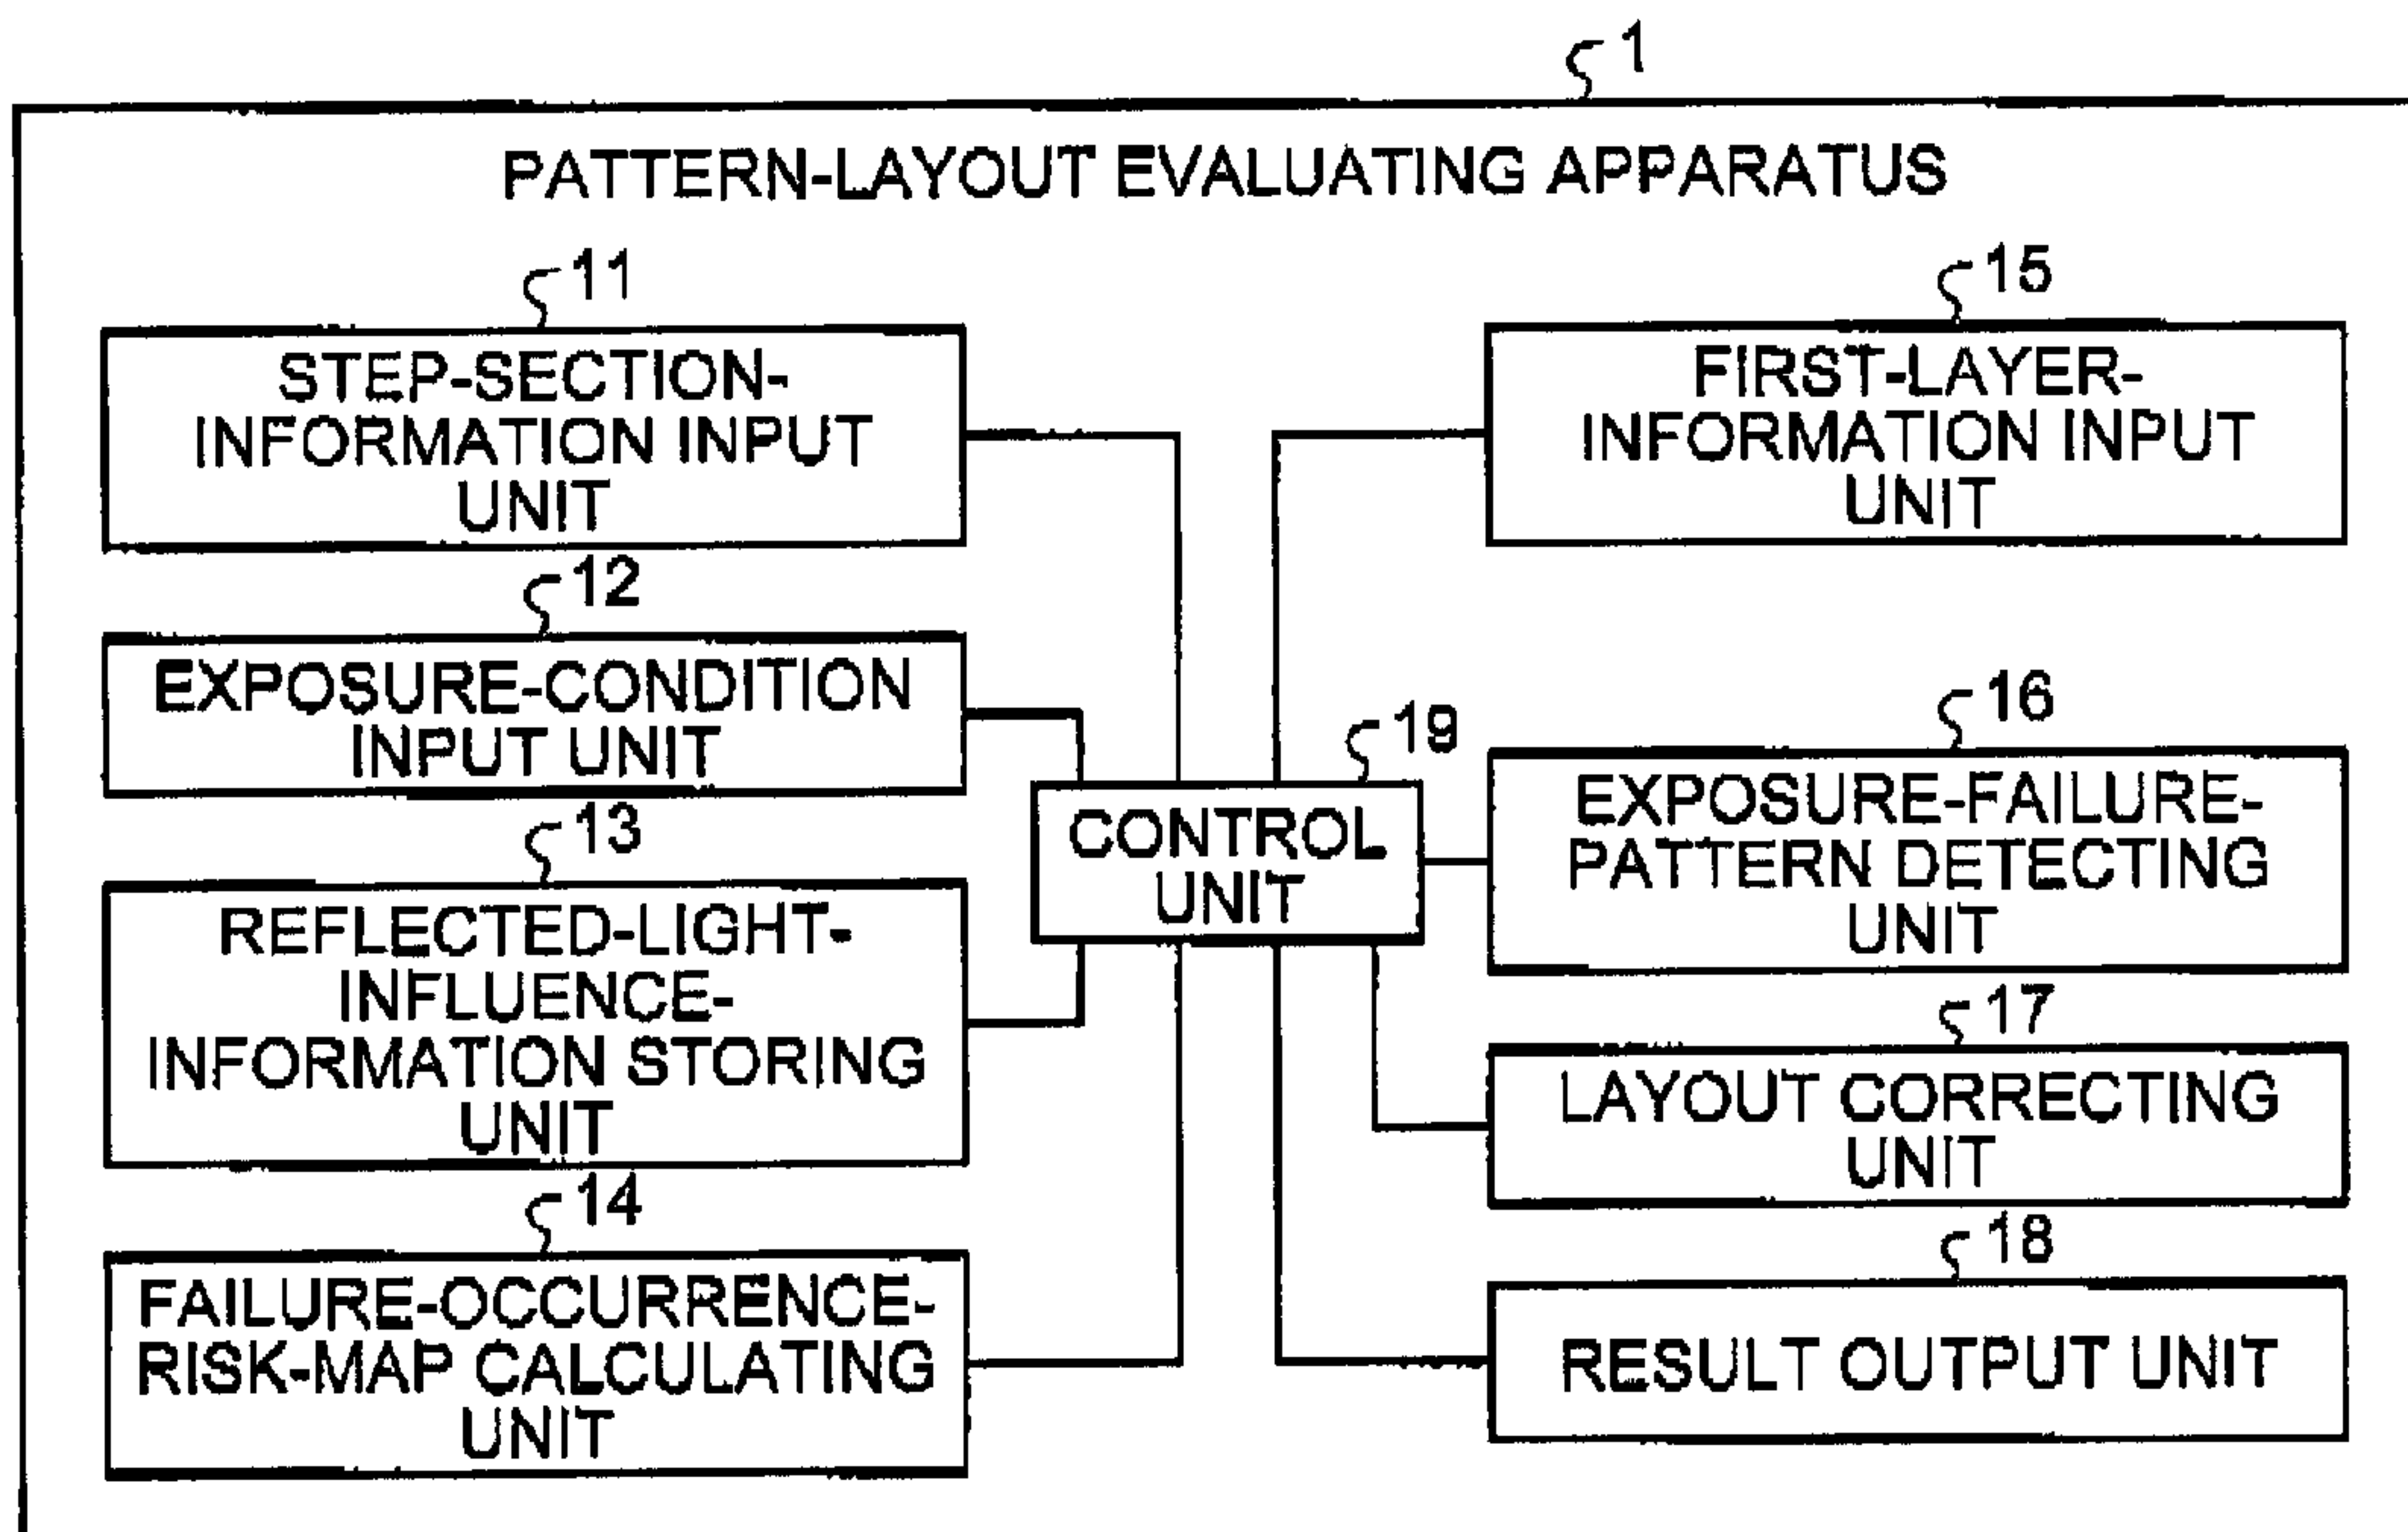 1
PATTERN-LAYOUT EVALUATING APPARATUS
11
STEP-SECTION-
INFORMATION INPUT
UNIT
12
EXPOSURE-CONDITION
INPUT UNIT
13
REFLECTED-LIGHT-
INFLUENCE-
INFORMATION STORING
UNIT
14
FAILURE-OCCURRENCE-
RISK-MAP CALCULATING
UNIT
19
CONTROL
UNIT
15
FIRST-LAYER-
INFORMATION INPUT
UNIT
16
EXPOSURE-FAILURE-
PATTERN DETECTING
UNIT
17
LAYOUT CORRECTING
UNIT
18
RESULT OUTPUT UNIT